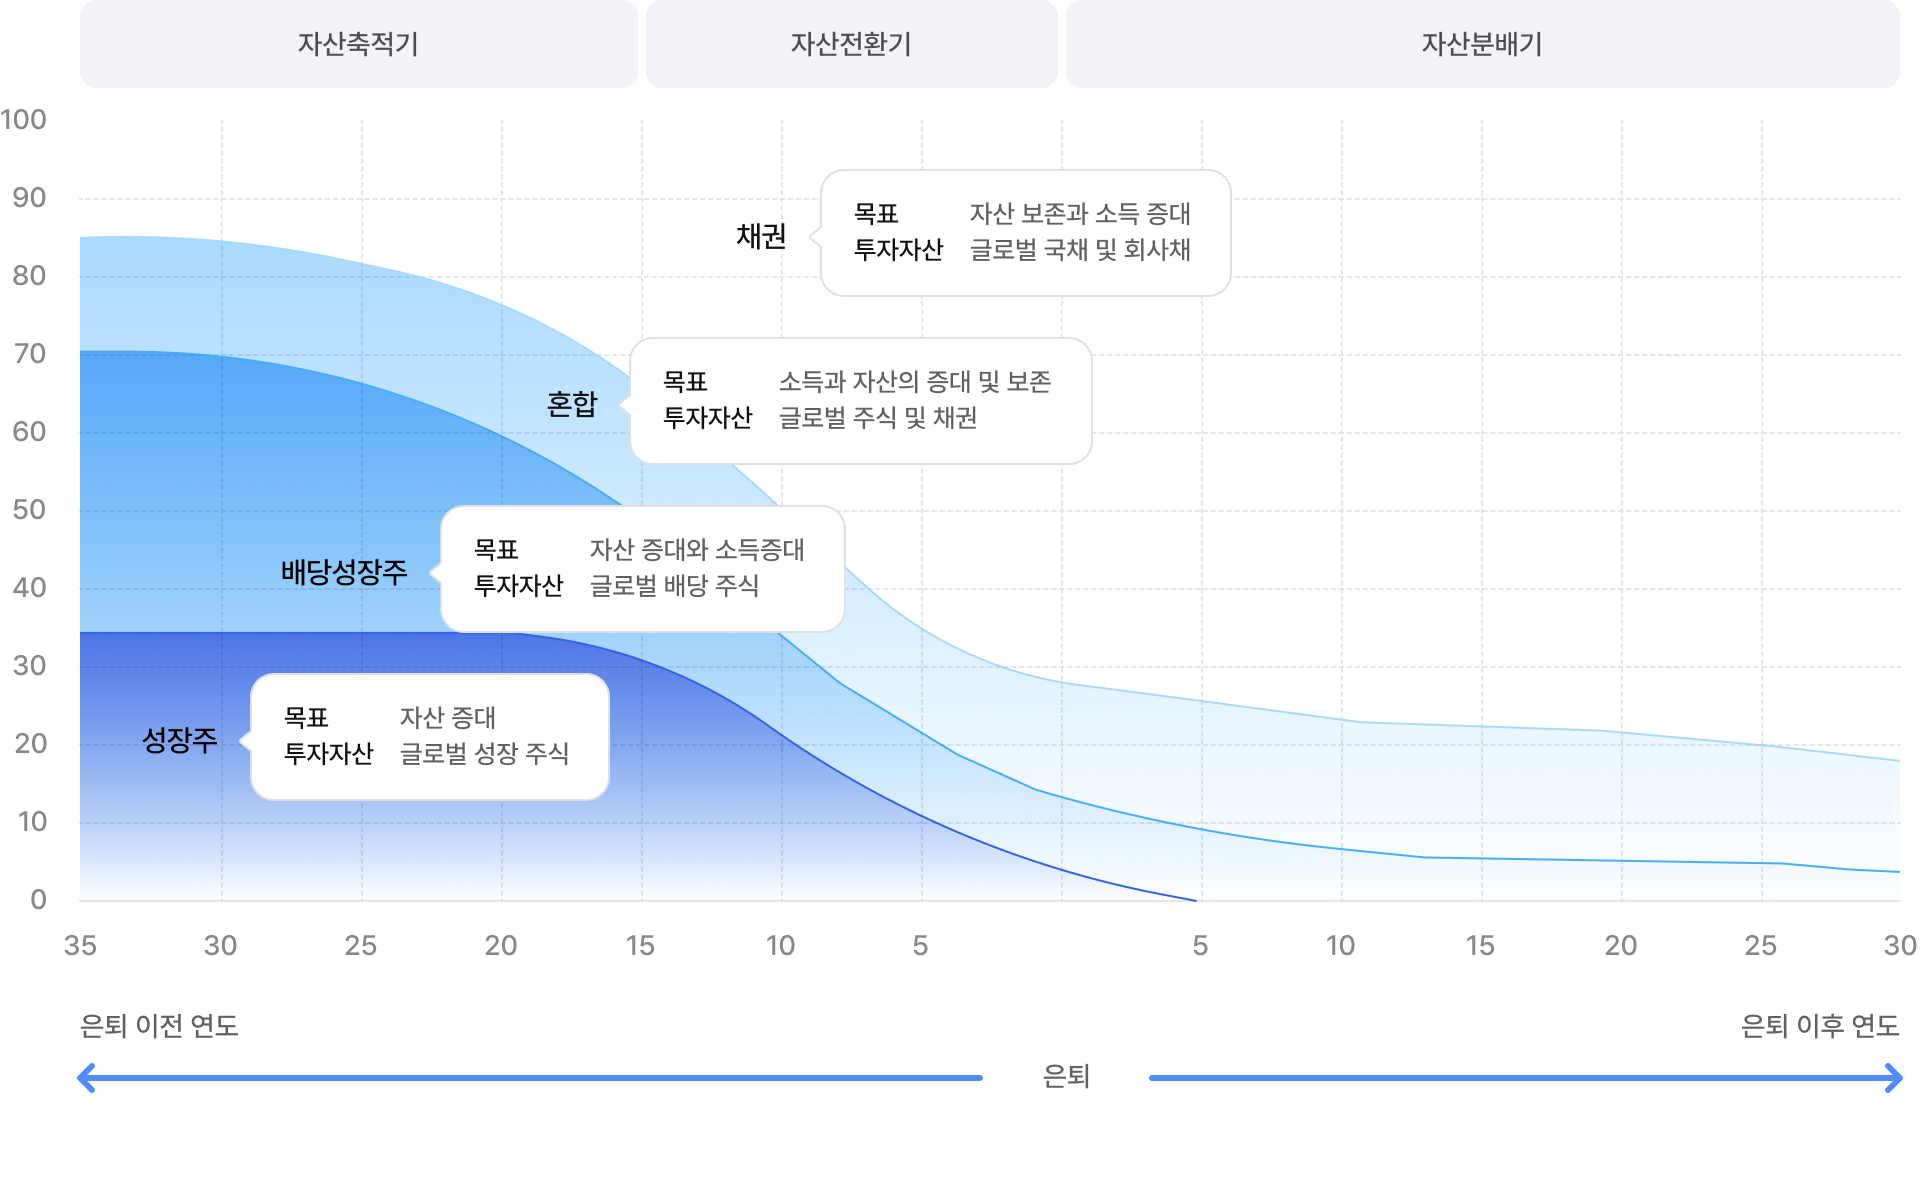 자산축적기
자산전환기
자산분배기
100
90
80
70
60
50
40
30
20
10
0
채권
목표 자산 보존과 소득 증대
투자자산 글로벌 국채 및 회사채
혼합
목표 소득과 자산의 증대 및 보존
투자자산 글로벌 주식 및 채권
배당성장주
목표 자산 증대와 소득증대
투자자산 글로벌 배당 주식
성장주
목표 자산 증대
투자자산 글로벌 성장 주식
35 30 25 20 15 10 5 5 10 15 20 25 30
은퇴 이전 연도
은퇴 이후 연도
은퇴